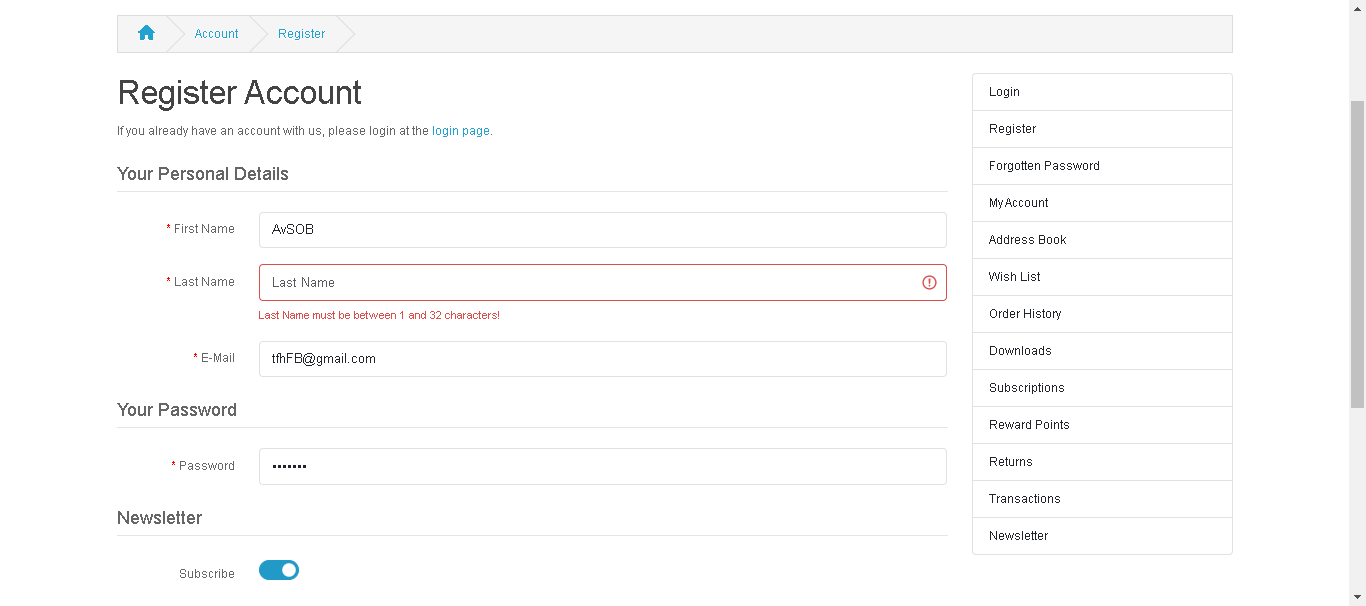 Account
Register
Register Account
If you already have an account with us, please login at the login page.
Your Personal Details
* First Name
AvSOB
* Last Name
Last Name
Last Name must be between 1 and 32 characters!
* E-Mail
tfhFB@gmail.com
Your Password
* Password
•••••••
Newsletter
Subscribe
Login
Register
Forgotten Password
My Account
Address Book
Wish List
Order History
Downloads
Subscriptions
Reward Points
Returns
Transactions
Newsletter